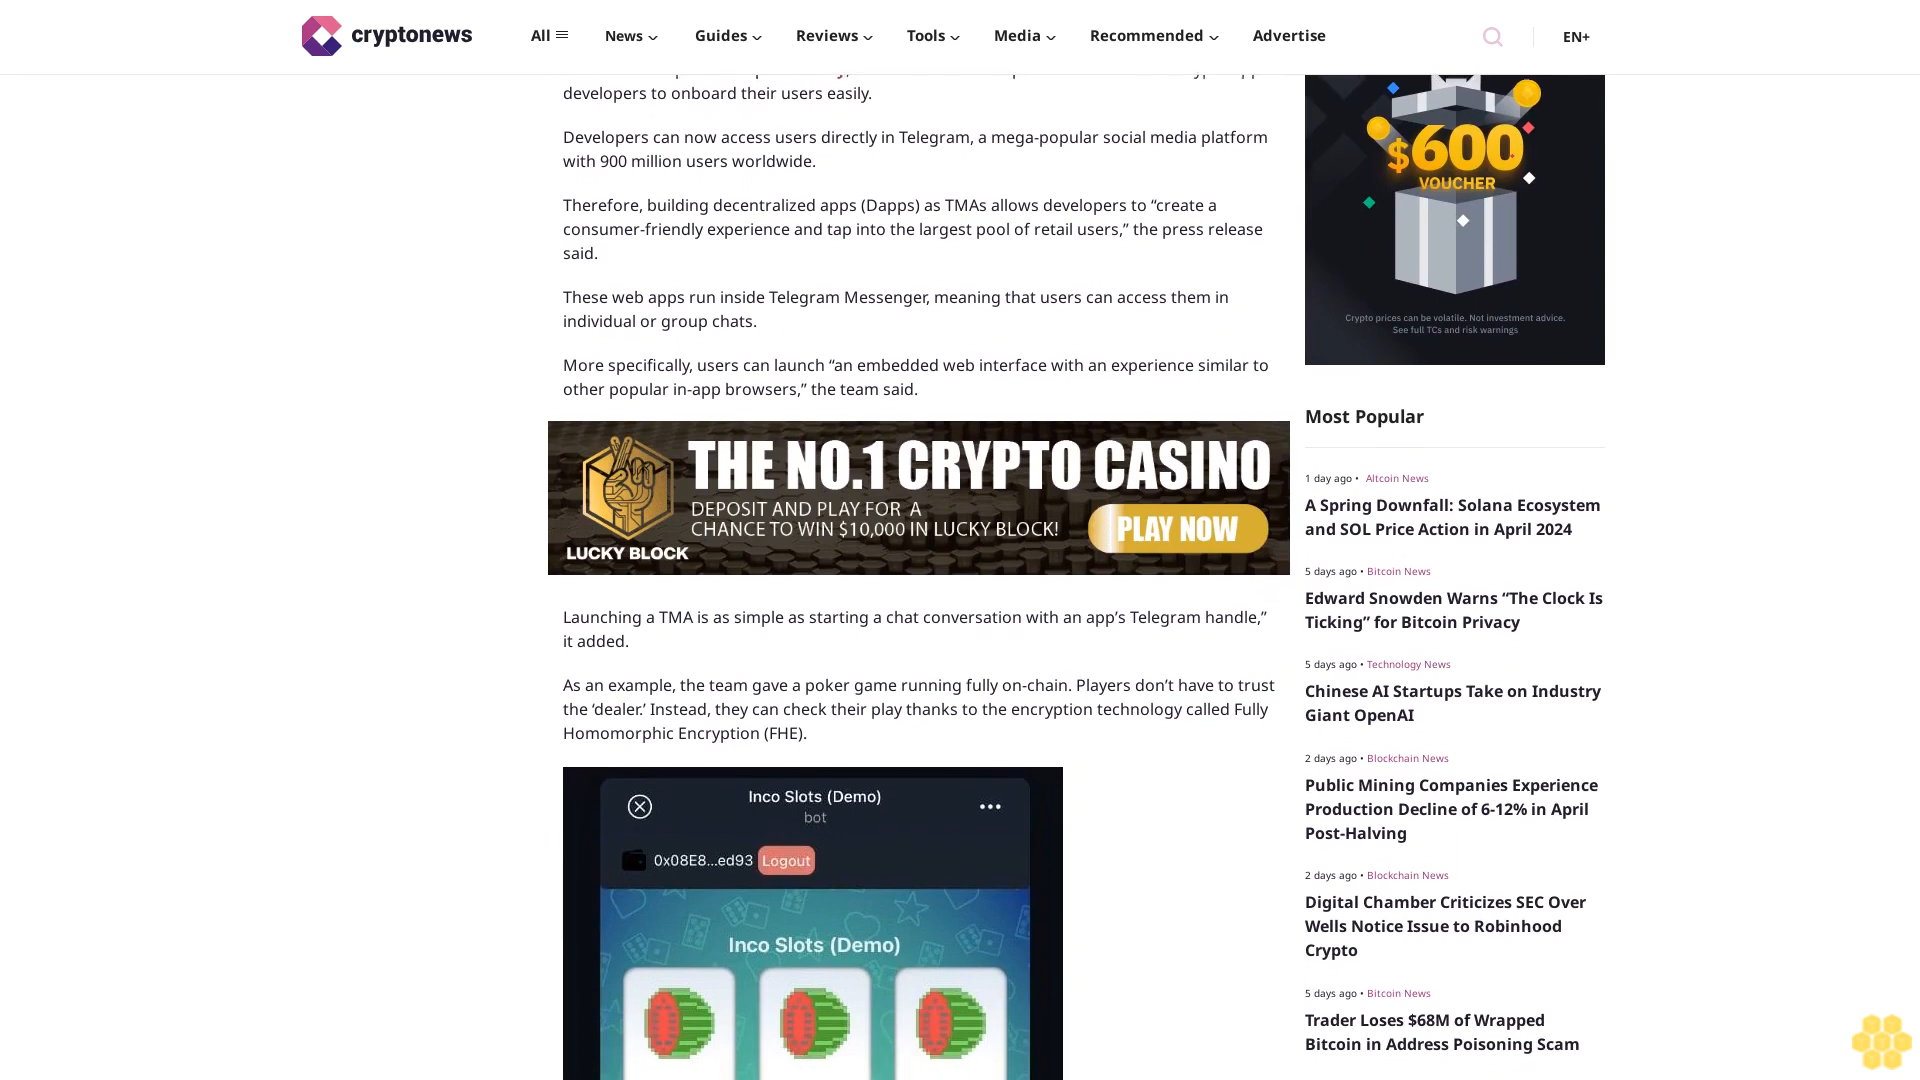 cryptonews
All
News
Guides
Reviews
Tools
Media
Recommended
Advertise
EN+
developers to onboard their users easily.
Developers can now access users directly in Telegram, a mega-popular social media platform
with 900 million users worldwide.
Therefore, building decentralized apps (Dapps) as TMAs allows developers to “create a
consumer-friendly experience and tap into the largest pool of retail users,” the press release
said.
These web apps run inside Telegram Messenger, meaning that users can access them in
individual or group chats.
More specifically, users can launch “an embedded web interface with an experience similar to
other popular in-app browsers,” the team said.
THE NO.1 CRYPTO CASINO
DEPOSIT AND PLAY FOR A
CHANCE TO WIN $10,000 IN LUCKY BLOCK!
PLAY NOW
LUCKY BLOCK
Launching a TMA is as simple as starting a chat conversation with an app’s Telegram handle,”
it added.
As an example, the team gave a poker game running fully on-chain. Players don’t have to trust
the ‘dealer.’ Instead, they can check their play thanks to the encryption technology called Fully
Homomorphic Encryption (FHE).
Inco Slots (Demo)
bot
0x08E8...ed93 Logout
Inco Slots (Demo)
$600
VOUCHER
Crypto prices can be volatile. Not investment advice.
See full TCs and risk warnings
Most Popular
1 day ago • Altcoin News
A Spring Downfall: Solana Ecosystem
and SOL Price Action in April 2024
5 days ago • Bitcoin News
Edward Snowden Warns “The Clock Is
Ticking” for Bitcoin Privacy
5 days ago • Technology News
Chinese AI Startups Take on Industry
Giant OpenAI
2 days ago • Blockchain News
Public Mining Companies Experience
Production Decline of 6-12% in April
Post-Halving
2 days ago • Blockchain News
Digital Chamber Criticizes SEC Over
Wells Notice Issue to Robinhood
Crypto
5 days ago • Bitcoin News
Trader Loses $68M of Wrapped
Bitcoin in Address Poisoning Scam